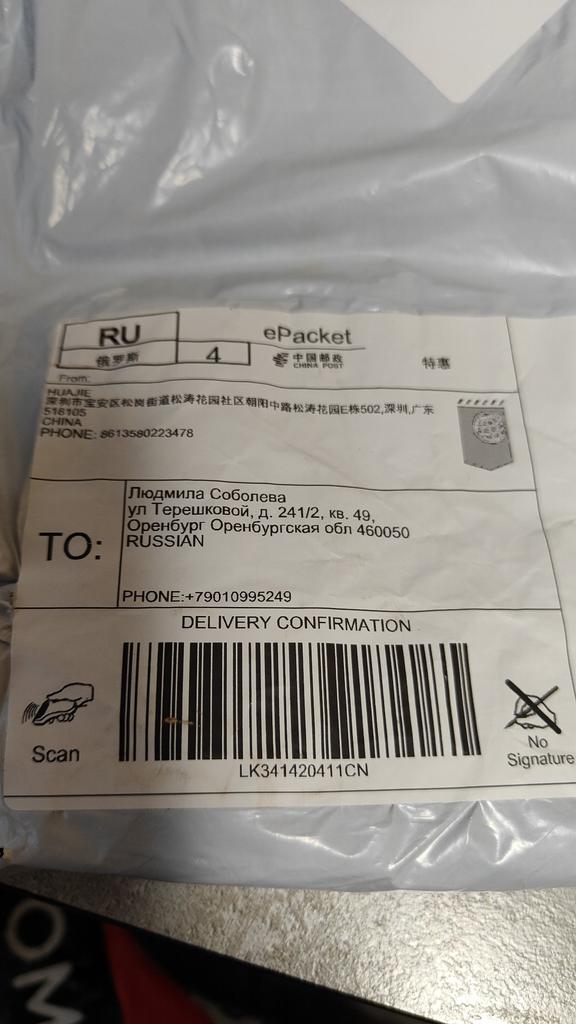 RU
俄罗斯
4
ePacket
中国邮政
CHINA POST
特惠
From:
HUAJIE
深圳市宝安区松岗街道松涛花园社区朝阳中路松涛花园E栋502,深圳,广东
518105
CHINA
PHONE: 8613580223478
TO:
Людмила Соболева
ул Терешковой, д. 241/2, кв. 49,
Оренбург Оренбургская обл 460050
RUSSIAN
PHONE:+79010995249
DELIVERY CONFIRMATION
Scan
LK341420411CN
No
Signature
OM